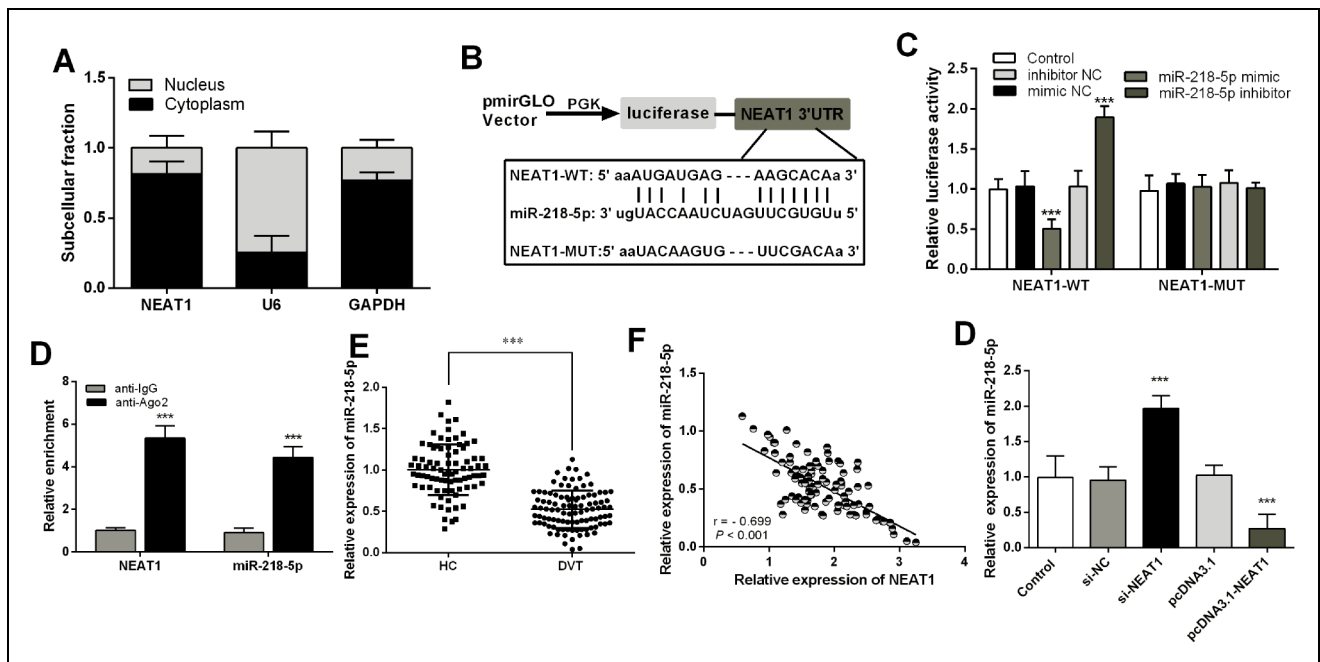 A
1.5
1.0
0.5
0.0
Subcellular fraction
Nucleus
Cytoplasm
NEAT1 U6 GAPDH
B
pmirGLO Vector
PGK
luciferase
NEAT1 3'UTR
NEAT1-WT: 5' aaAUGAUGAG - - - AAGCACAa 3'
miR-218-5p: 3' ugUACCAAUCUAGUUCGUGUu 5'
NEAT1-MUT:5' aaUACAAGUG - - - UUCGACAa 3'
C
Relative luciferase activity
2.5
2.0
1.5
1.0
0.5
0.0
Control
inhibitor NC
mimic NC
miR-218-5p mimic
miR-218-5p inhibitor
***
***
NEAT1-WT NEAT1-MUT
D
Relative enrichment
8
6
4
2
0
anti-IgG
anti-Ago2
***
***
NEAT1 miR-218-5p
E
Relative expression of miR-218-5p
2.0
1.5
1.0
0.5
0.0
***
HC DVT
F
Relative expression of miR-218-5p
1.5
1.0
0.5
0.0
r = - 0.699
P < 0.001
0 1 2 3 4
Relative expression of NEAT1
D
Relative expression of miR-218-5p
2.5
2.0
1.5
1.0
0.5
0.0
***
***
Control
si-NC
si-NEAT1
pcDNA3.1
pcDNA3.1-NEAT1